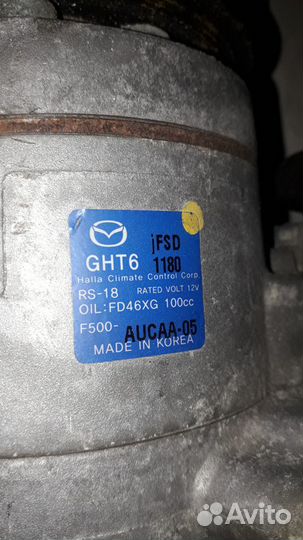 jFSD
GHT6 1180
Halla Climate Control Corp.
RS-18 RATED VOLT 12V
OIL:FD46XG 100cc
F500- AUCAA-05
MADE IN KOREA
Avito